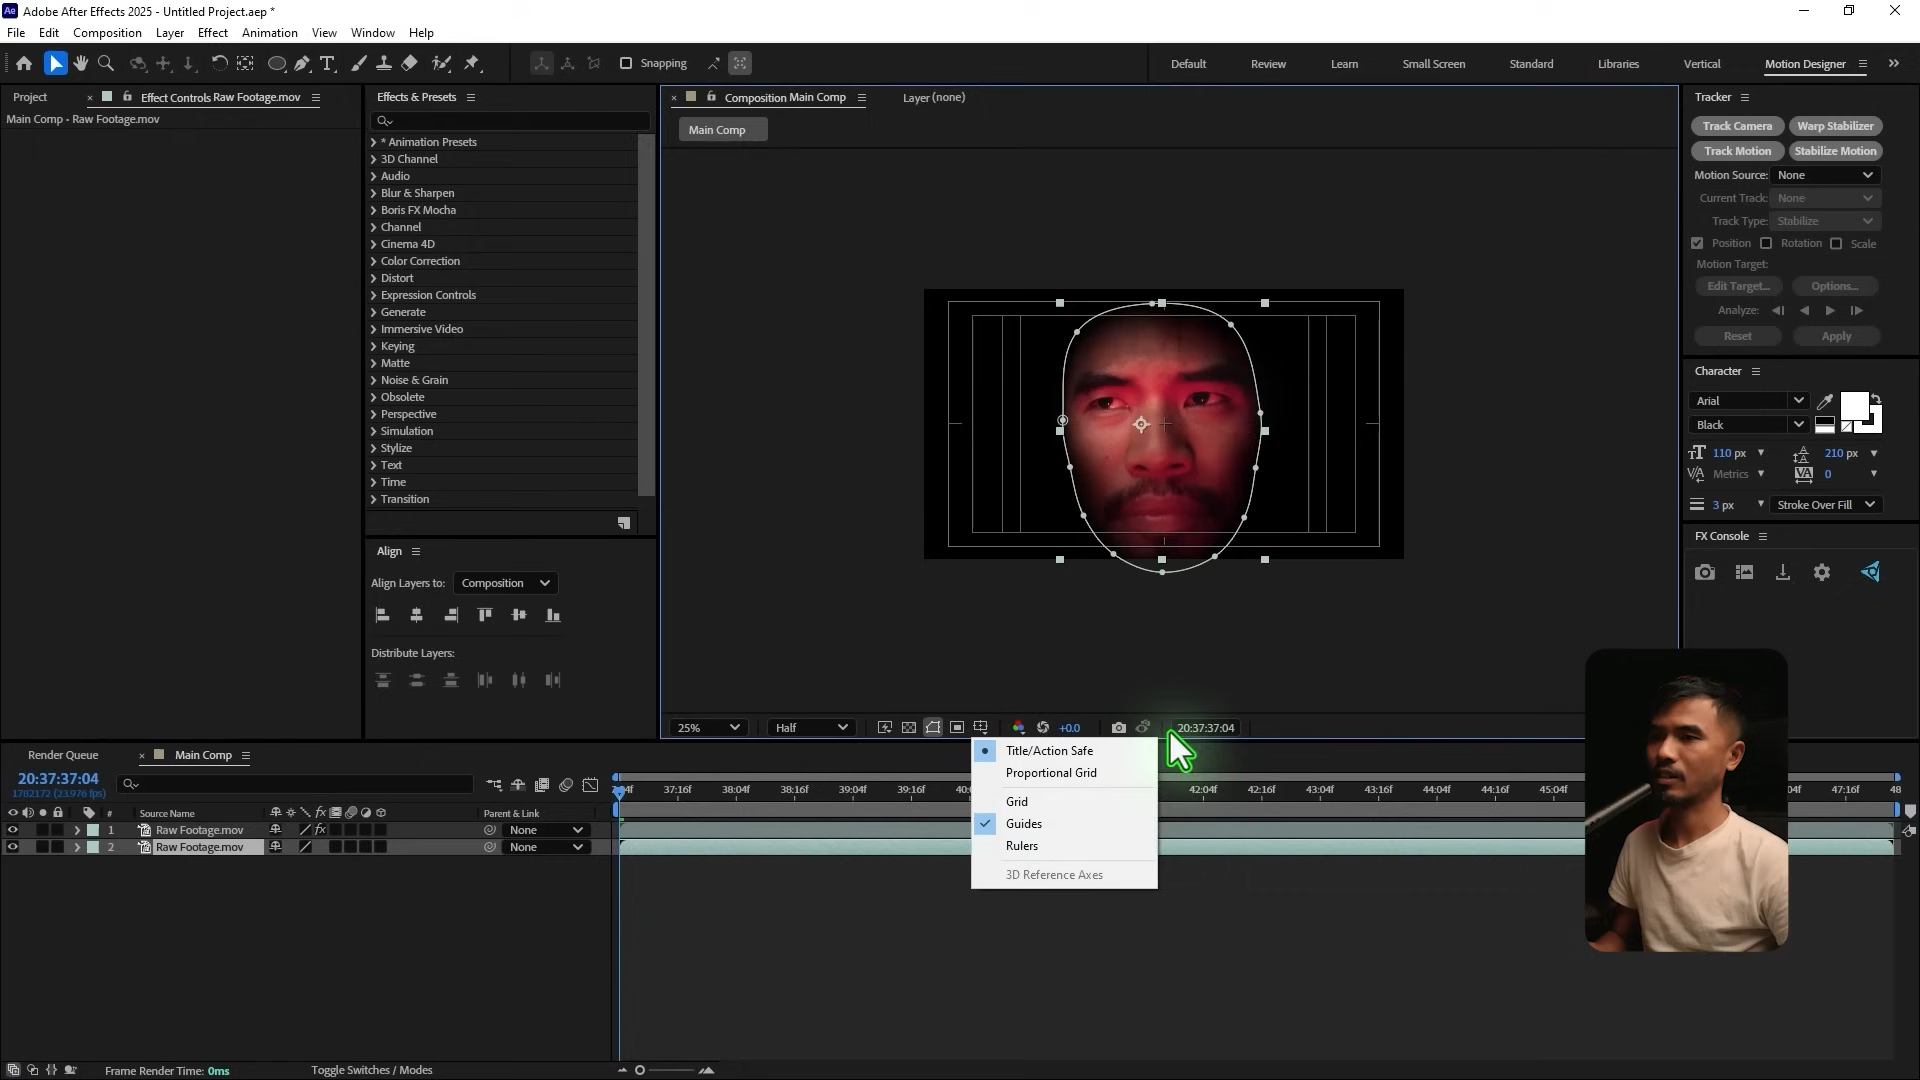 Ae Adobe After Effects 2025 - Untitled Project.aep *
File Edit Composition Layer Effect Animation View Window Help
Snapping
Default Review Learn Small Screen Standard Libraries Vertical Motion Designer
Project Effect Controls Raw Footage.mov
Main Comp - Raw Footage.mov
Effects & Presets
* Animation Presets
3D Channel
Audio
Blur & Sharpen
Boris FX Mocha
Channel
Cinema 4D
Color Correction
Distort
Expression Controls
Generate
Immersive Video
Keying
Matte
Noise & Grain
Obsolete
Perspective
Simulation
Stylize
Text
Time
Transition
Align
Align Layers to: Composition
Distribute Layers:
Composition Main Comp Layer (none)
Main Comp
25% Half +0.0 20:37:37:04
Title/Action Safe
Proportional Grid
Grid
Guides
Rulers
3D Reference Axes
Tracker
Track Camera Warp Stabilizer
Track Motion Stabilize Motion
Motion Source: None
Current Track: None
Track Type: Stabilize
Position Rotation Scale
Motion Target:
Edit Target... Options...
Analyze:
Reset Apply
Character
Arial
Black
110 px 210 px
Metrics 0
3 px Stroke Over Fill
FX Console
Render Queue Main Comp
20:37:37:04
1782172 (23.976 fps)
37:16f 38:04f 38:16f 39:04f 39:16f 42:04f 42:16f 43:04f 43:16f 44:04f 44:16f 45:04f 45:16f 47:16f 48
# Source Name fx Parent & Link
1 Raw Footage.mov fx None
2 Raw Footage.mov None
Frame Render Time: 0ms Toggle Switches / Modes